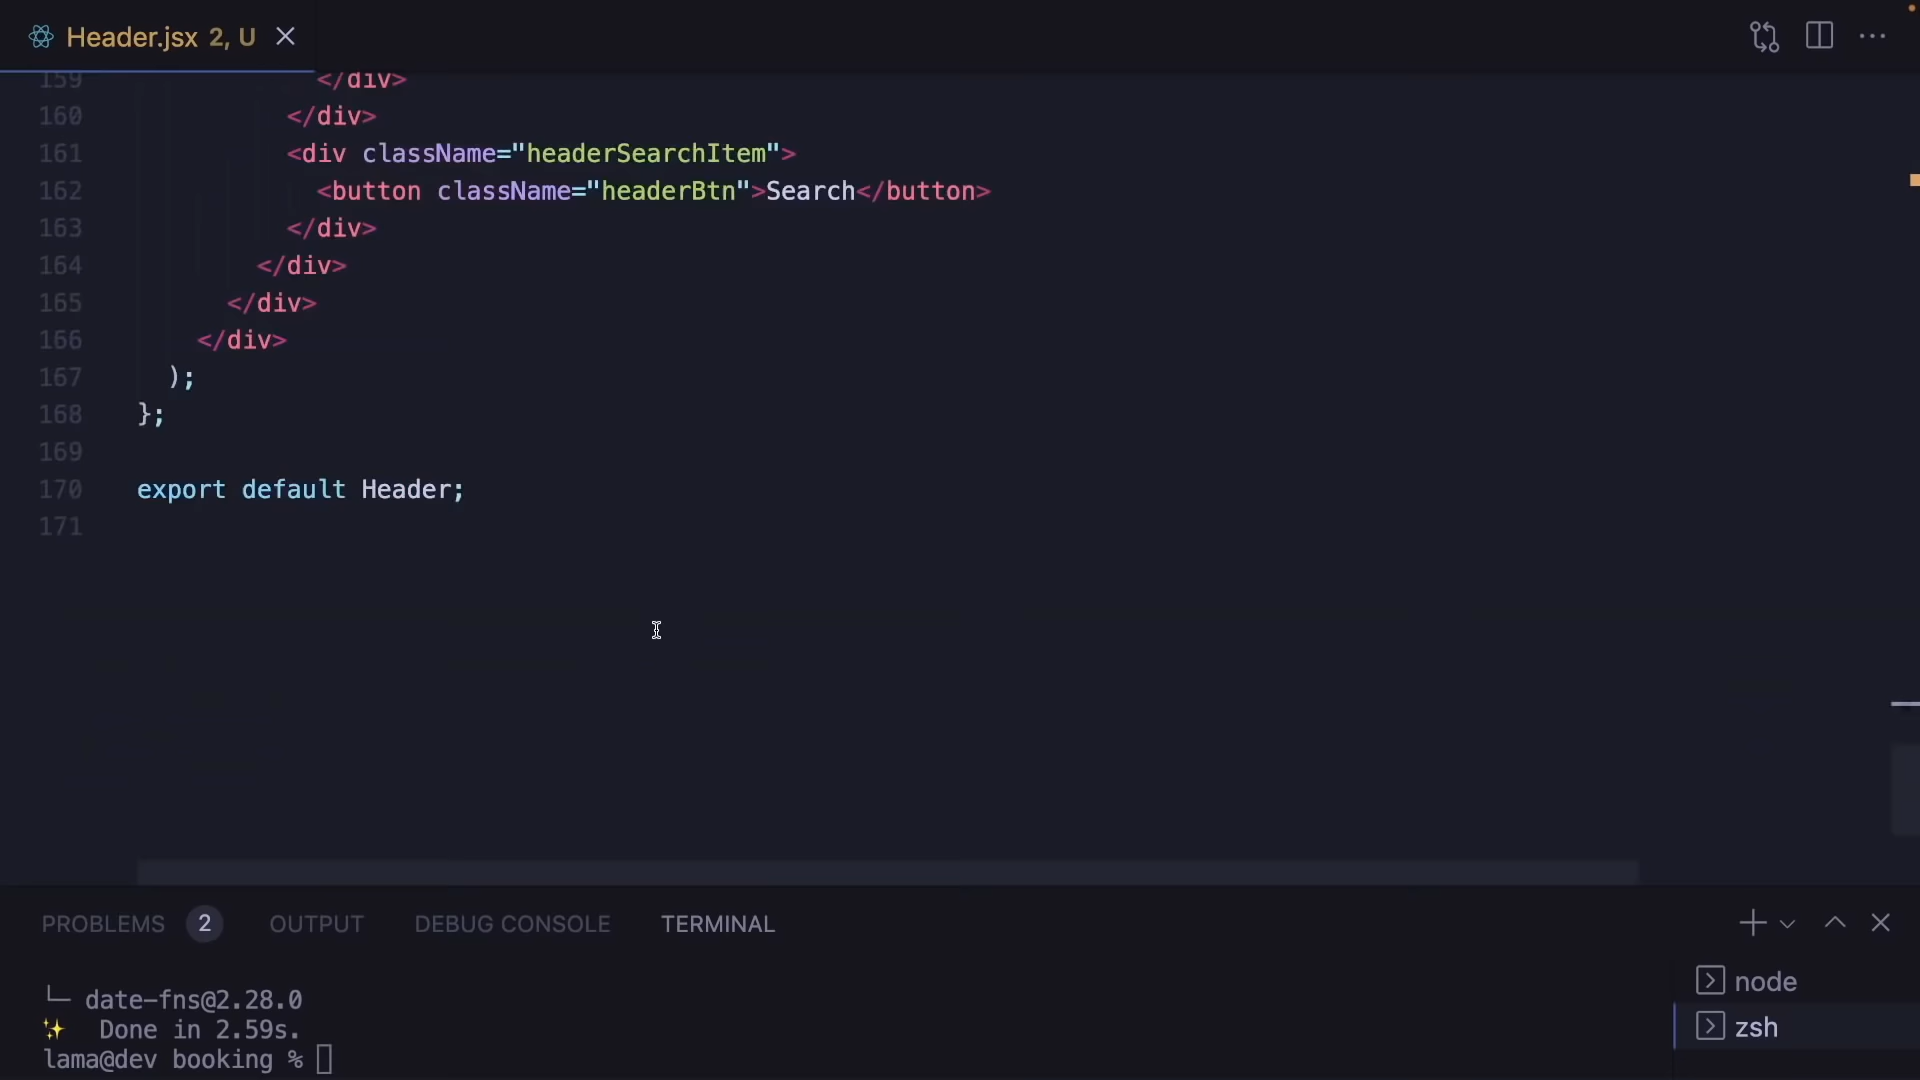 Header.jsx 2, U
159 </div>
160 </div>
161 <div className="headerSearchItem">
162 <button className="headerBtn">Search</button>
163 </div>
164 </div>
165 </div>
166 </div>
167 );
168 };
169
170 export default Header;
171
PROBLEMS 2 OUTPUT DEBUG CONSOLE TERMINAL
└─ date-fns@2.28.0
✨ Done in 2.59s.
lama@dev booking %
node
zsh